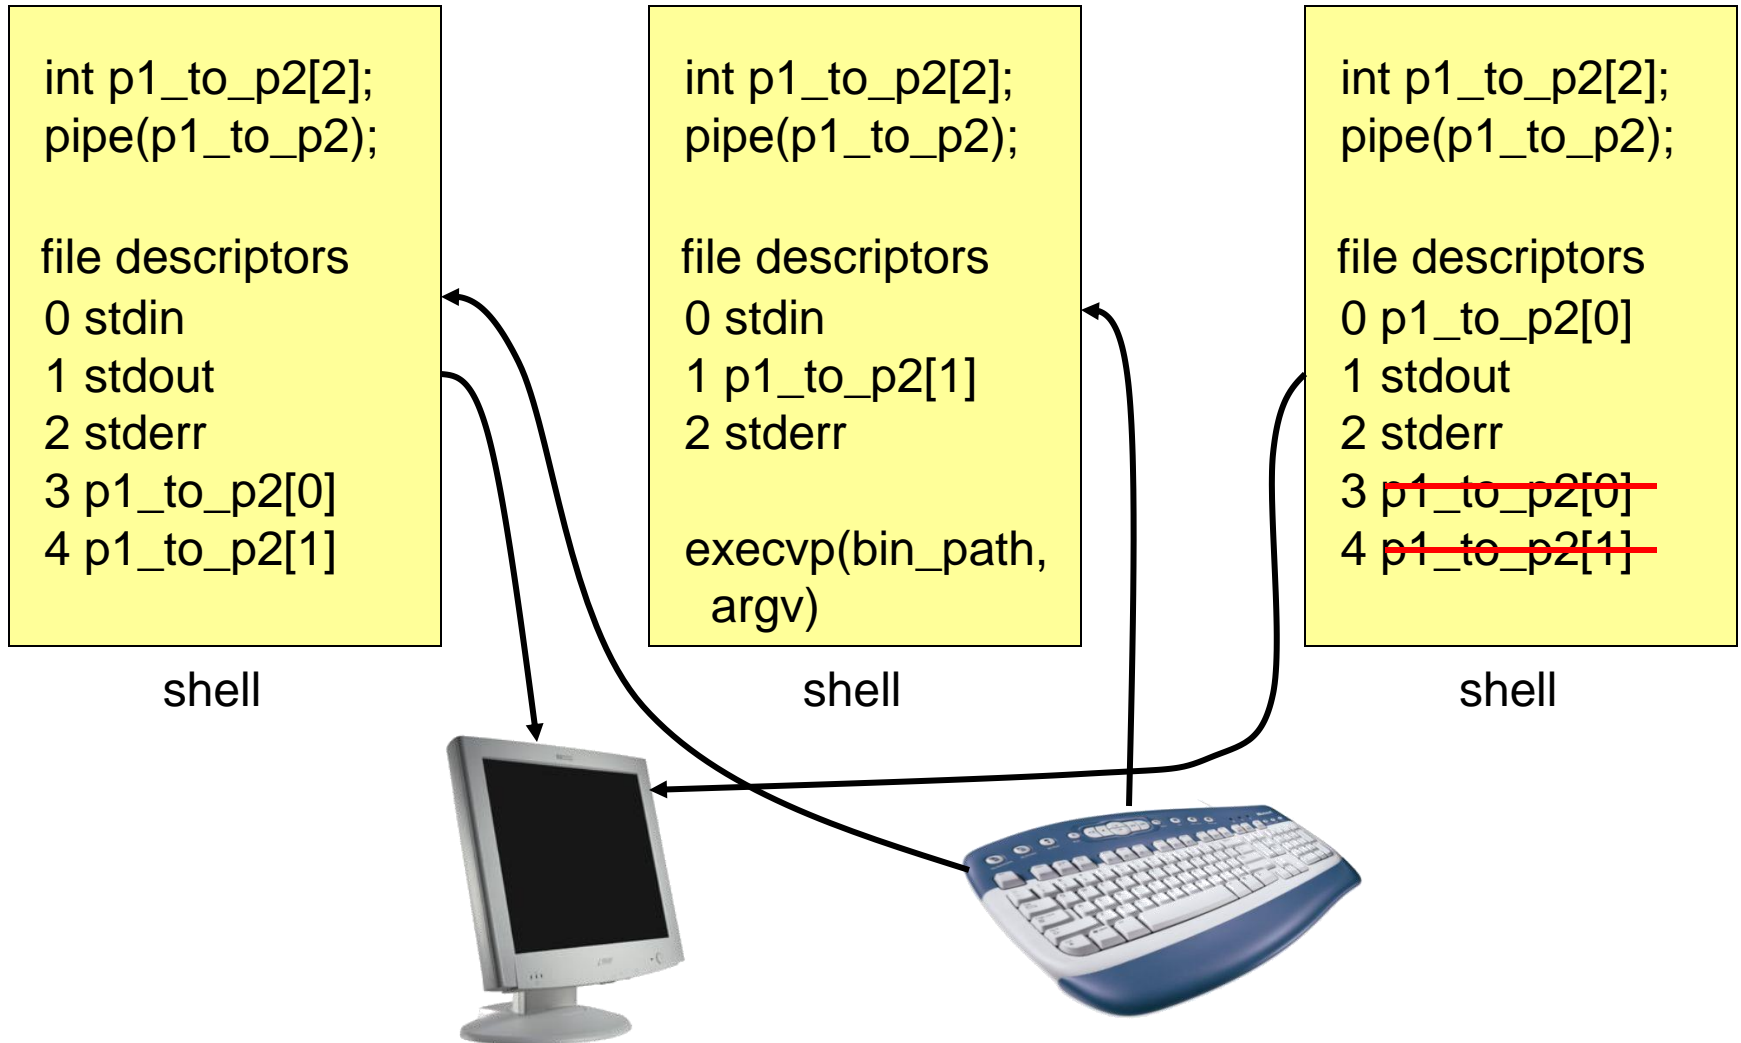 int p1_to_p2[2];
pipe(p1_to_p2);
file descriptors
0 stdin
1 stdout
2 stderr
3 p1_to_p2[0]
4 p1_to_p2[1]
shell
int p1_to_p2[2];
pipe(p1_to_p2);
file descriptors
0 stdin
1 p1_to_p2[1]
2 stderr
execvp(bin_path,
argv)
shell
int p1_to_p2[2];
pipe(p1_to_p2);
file descriptors
0 p1_to_p2[0]
1 stdout
2 stderr
3 p1_to_p2[0]
4 p1_to_p2[1]
shell